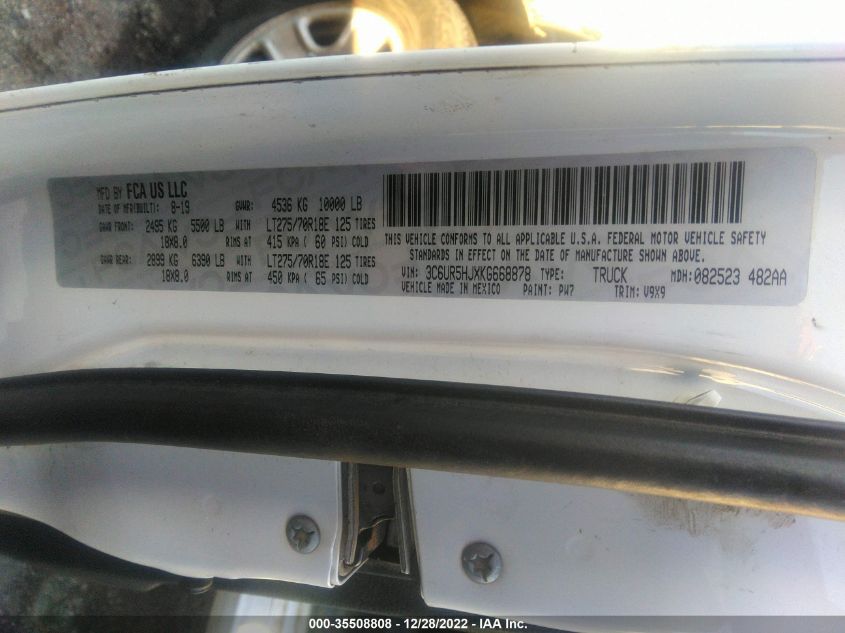 MFD BY FCA US LLC
DATE OF MFR(BUILT): 8-19 GVWR: 4536 KG 10000 LB
GAWR FRONT: 2495 KG 5500 LB WITH LT275/70R18E 125 TIRES
18X8.0 RIMS AT 415 KPA ( 60 PSI) COLD
GAWR REAR: 2899 KG 6390 LB WITH LT275/70R18E 125 TIRES
18X8.0 RIMS AT 450 KPA ( 65 PSI) COLD
THIS VEHICLE CONFORMS TO ALL APPLICABLE U.S.A. FEDERAL MOTOR VEHICLE SAFETY
STANDARDS IN EFFECT ON THE DATE OF MANUFACTURE SHOWN ABOVE.
VIN: 3C6UR5HJXKG668878 TYPE: TRUCK MDH: 082523 482AA
VEHICLE MADE IN MEXICO PAINT: PW7 TRIM: V9X9
000-35508808 - 12/28/2022 - IAA Inc.